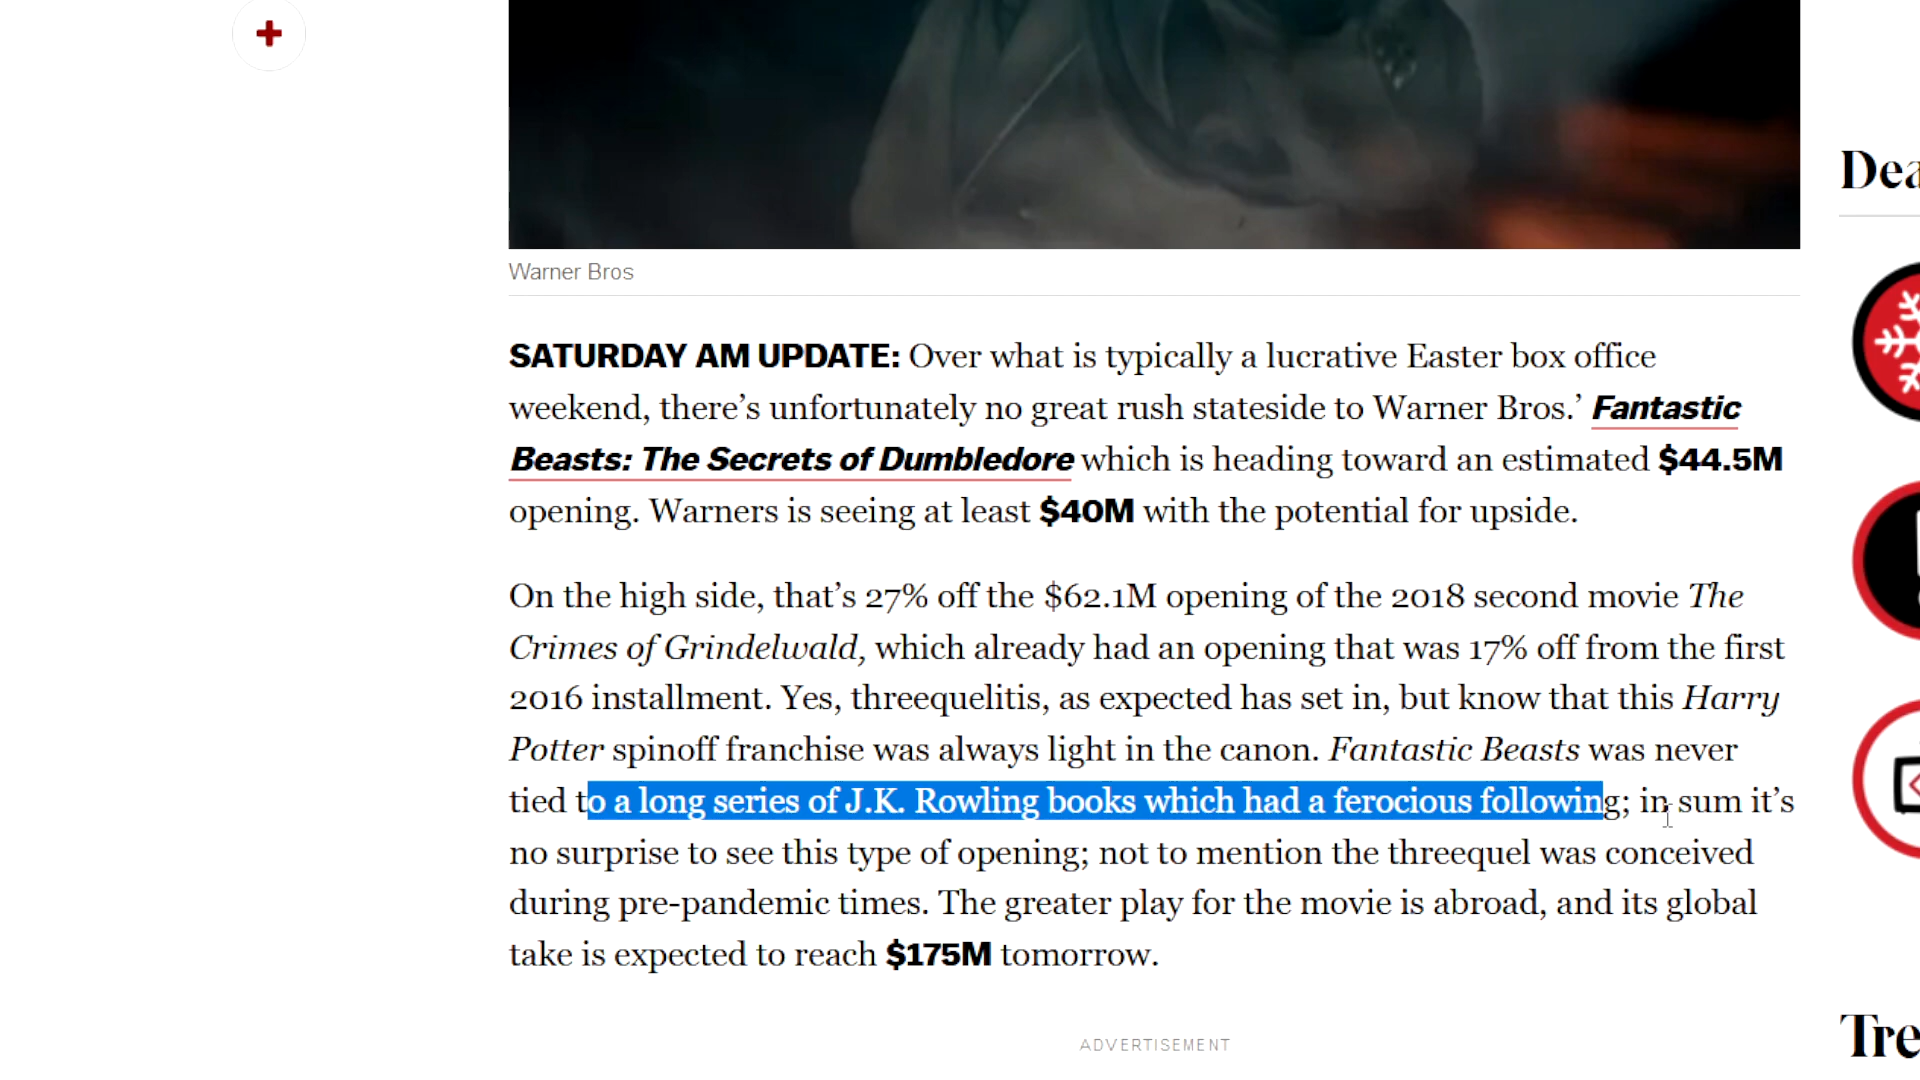 Warner Bros
SATURDAY AM UPDATE: Over what is typically a lucrative Easter box office
weekend, there’s unfortunately no great rush stateside to Warner Bros.’ Fantastic
Beasts: The Secrets of Dumbledore which is heading toward an estimated $44.5M
opening. Warners is seeing at least $40M with the potential for upside.
On the high side, that’s 27% off the $62.1M opening of the 2018 second movie The
Crimes of Grindelwald, which already had an opening that was 17% off from the first
2016 installment. Yes, threequelitis, as expected has set in, but know that this Harry
Potter spinoff franchise was always light in the canon. Fantastic Beasts was never
tied to a long series of J.K. Rowling books which had a ferocious following; in sum it’s
no surprise to see this type of opening; not to mention the threequel was conceived
during pre-pandemic times. The greater play for the movie is abroad, and its global
take is expected to reach $175M tomorrow.
ADVERTISEMENT